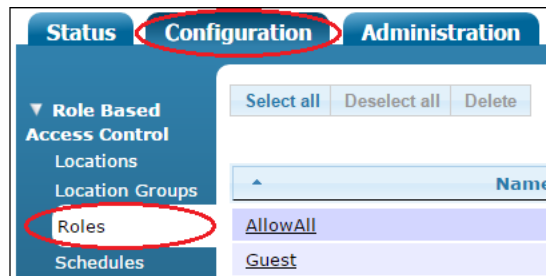 Status Configuration Administration
Select all Deselect all Delete
▼ Role Based
Access Control
Locations
Location Groups
Name
Roles
AllowAll
Schedules
Guest